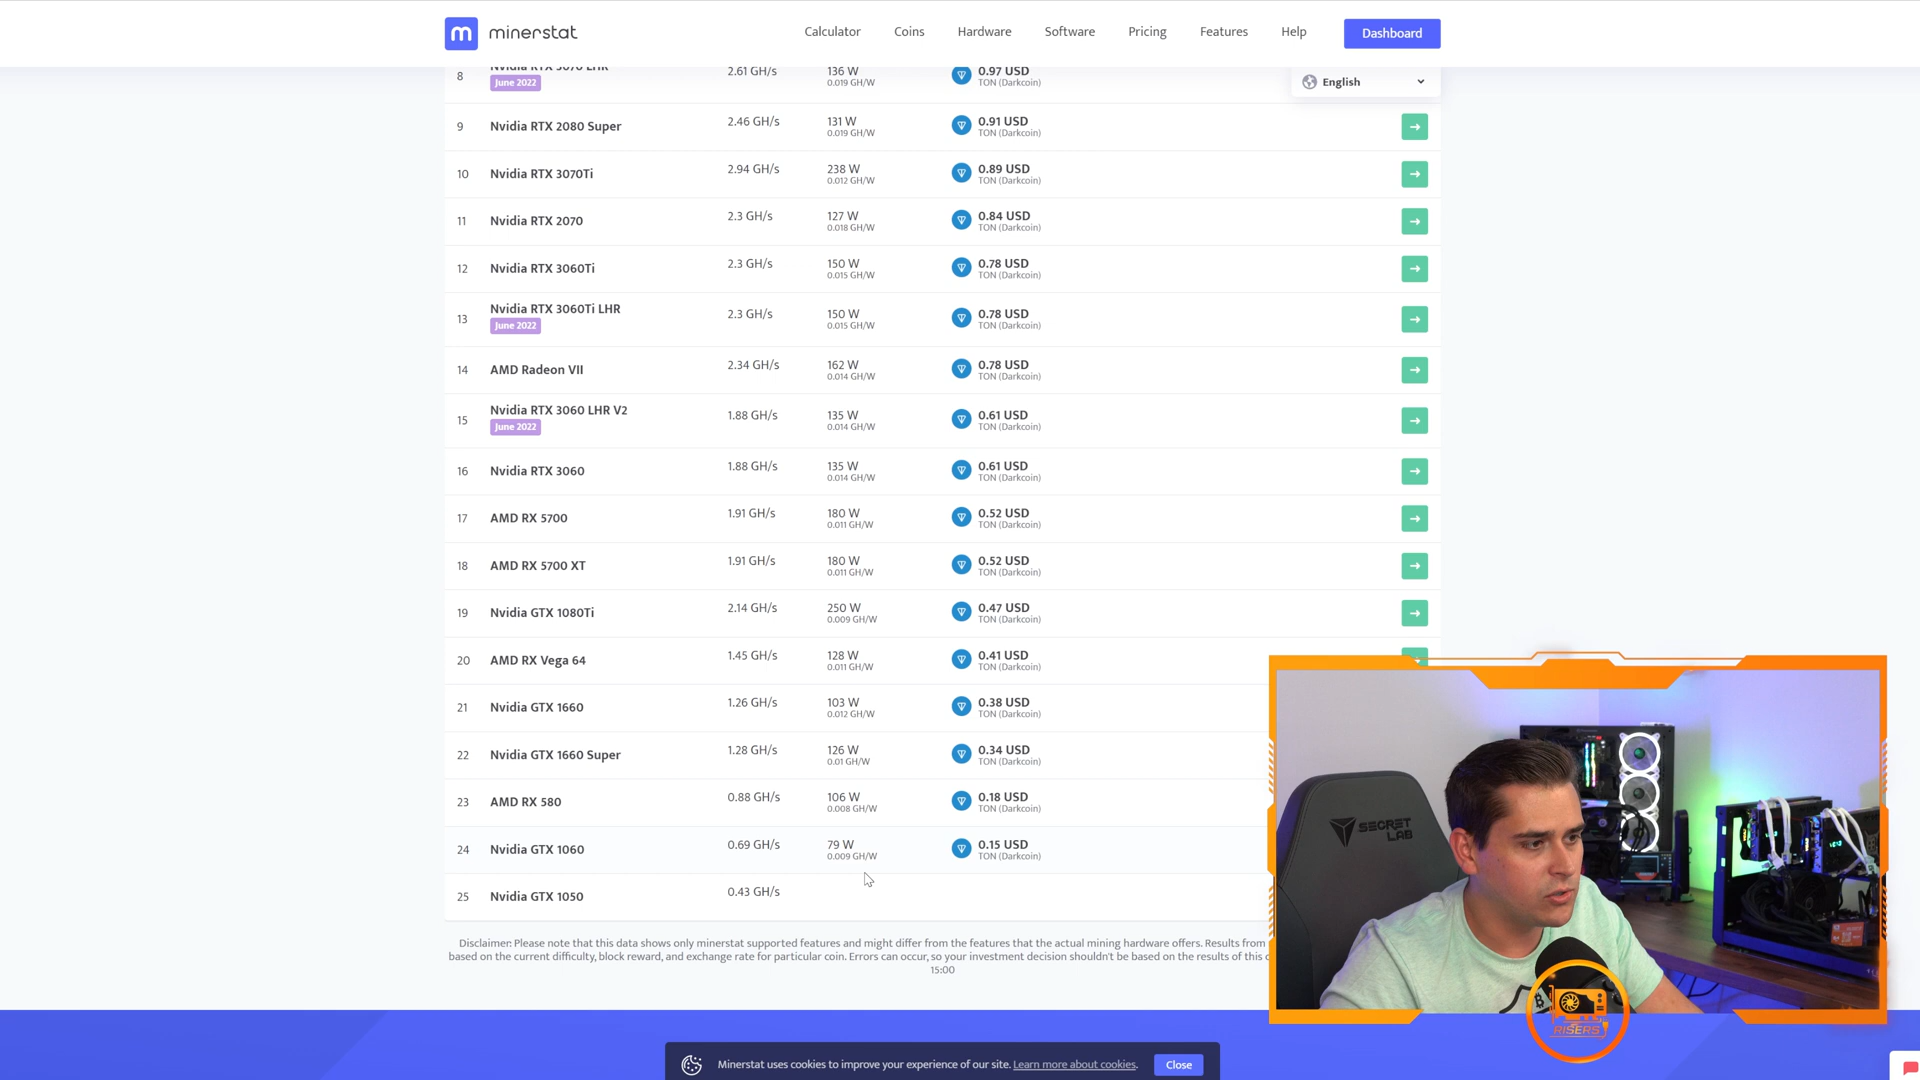 minerstat
Calculator
Coins
Hardware
Software
Pricing
Features
Help
Dashboard
English
8
Nvidia RTX 3070 LHR
June 2022
2.61 GH/s
136 W
0.019 GH/W
0.97 USD
TON (Darkcoin)
9
Nvidia RTX 2080 Super
2.46 GH/s
131 W
0.019 GH/W
0.91 USD
TON (Darkcoin)
10
Nvidia RTX 3070Ti
2.94 GH/s
238 W
0.012 GH/W
0.89 USD
TON (Darkcoin)
11
Nvidia RTX 2070
2.3 GH/s
127 W
0.018 GH/W
0.84 USD
TON (Darkcoin)
12
Nvidia RTX 3060Ti
2.3 GH/s
150 W
0.015 GH/W
0.78 USD
TON (Darkcoin)
13
Nvidia RTX 3060Ti LHR
June 2022
2.3 GH/s
150 W
0.015 GH/W
0.78 USD
TON (Darkcoin)
14
AMD Radeon VII
2.34 GH/s
162 W
0.014 GH/W
0.78 USD
TON (Darkcoin)
15
Nvidia RTX 3060 LHR V2
June 2022
1.88 GH/s
135 W
0.014 GH/W
0.61 USD
TON (Darkcoin)
16
Nvidia RTX 3060
1.88 GH/s
135 W
0.014 GH/W
0.61 USD
TON (Darkcoin)
17
AMD RX 5700
1.91 GH/s
180 W
0.011 GH/W
0.52 USD
TON (Darkcoin)
18
AMD RX 5700 XT
1.91 GH/s
180 W
0.011 GH/W
0.52 USD
TON (Darkcoin)
19
Nvidia GTX 1080Ti
2.14 GH/s
250 W
0.009 GH/W
0.47 USD
TON (Darkcoin)
20
AMD RX Vega 64
1.45 GH/s
128 W
0.011 GH/W
0.41 USD
TON (Darkcoin)
21
Nvidia GTX 1660
1.26 GH/s
103 W
0.012 GH/W
0.38 USD
TON (Darkcoin)
22
Nvidia GTX 1660 Super
1.28 GH/s
126 W
0.01 GH/W
0.34 USD
TON (Darkcoin)
23
AMD RX 580
0.88 GH/s
106 W
0.008 GH/W
0.18 USD
TON (Darkcoin)
24
Nvidia GTX 1060
0.69 GH/s
79 W
0.009 GH/W
0.15 USD
TON (Darkcoin)
25
Nvidia GTX 1050
0.43 GH/s
Disclaimer: Please note that this data shows only minerstat supported features and might differ from the features that the actual mining hardware offers. Results from
based on the current difficulty, block reward, and exchange rate for particular coin. Errors can occur, so your investment decision shouldn't be based on the results of this
15:00
SECRET
LAB
RISERS
Minerstat uses cookies to improve your experience of our site. Learn more about cookies.
Close